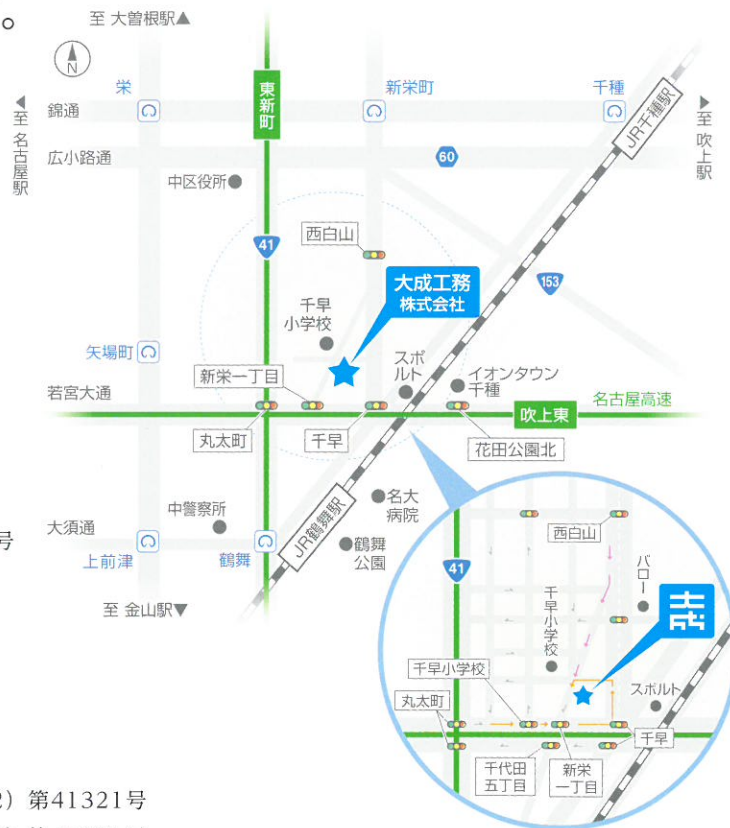 。
至 大曽根駅▲
N
栄
東新町
新栄町
千種
JR千種駅
◀至 名古屋駅
錦通
▶至 吹上駅
広小路通
60
中区役所
西白山
41
大成工務
株式会社
153
千早
小学校
矢場町
新栄一丁目
スポ
ルト
イオンタウン
千種
若宮大通
名古屋高速
吹上東
丸太町
千早
花田公園北
大須通
中警察所
JR鶴舞駅
名大
病院
号
上前津
鶴舞
鶴舞
公園
至 金山駅▼
西白山
41
バロー
千早小学校
千早小学校
丸太町
スポルト
千早
千代田
五丁目
新栄
一丁目
2）第41321号